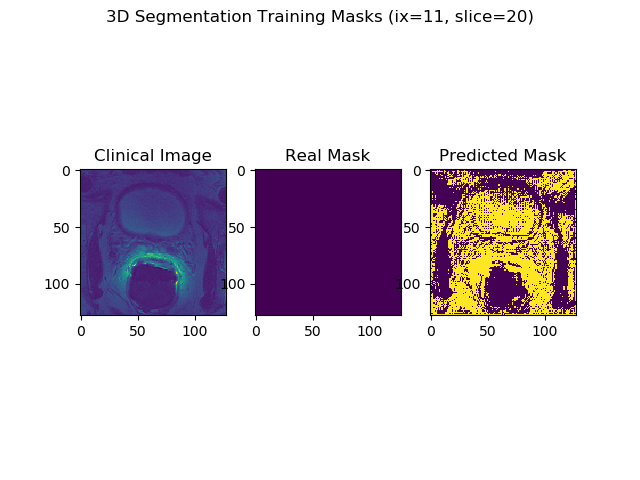 3D Segmentation Training Masks (ix=11, slice=20)
Clinical Image Real Mask Predicted Mask
0 0 0
50 50 50
100 100 100
0 50 100 0 50 100 0 50 100